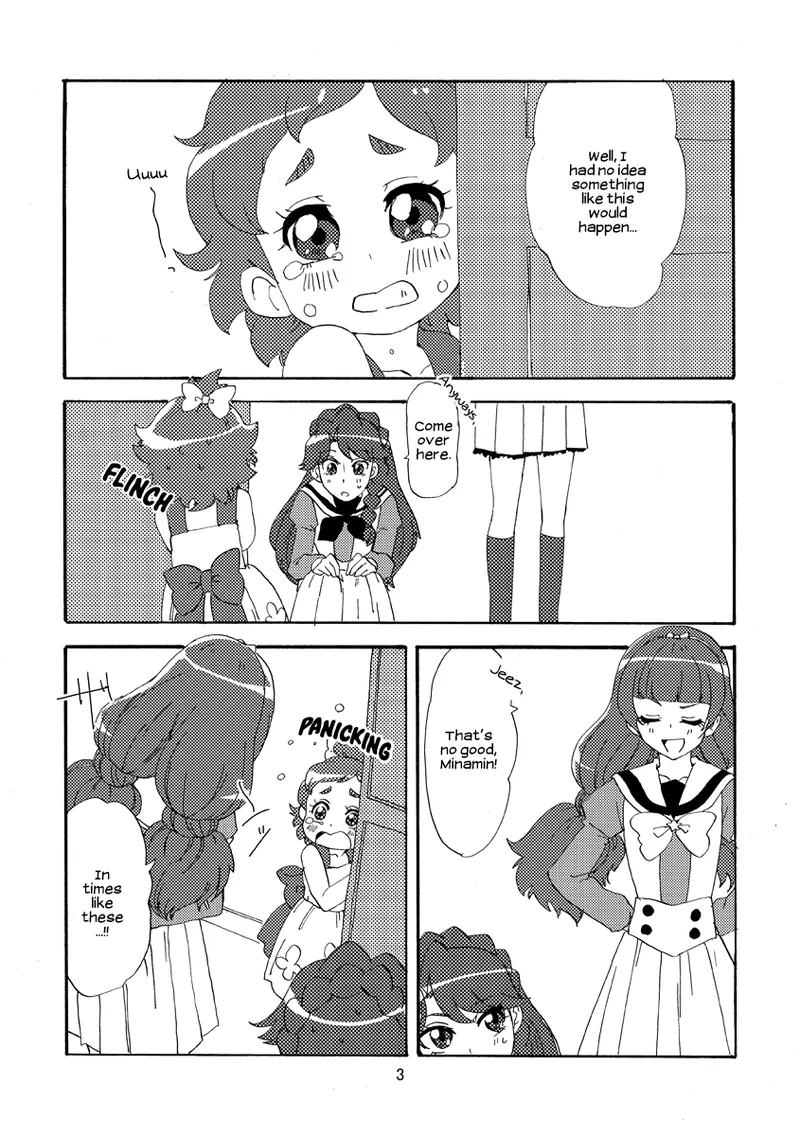 Well, I
had no idea
something
like this
would
happen...
Uuuu
Anyways,
Come
over
here.
FLINCH
Jeez,
That's
no good,
Minamin!
PANICKING
In
times
like
these
...!!
3